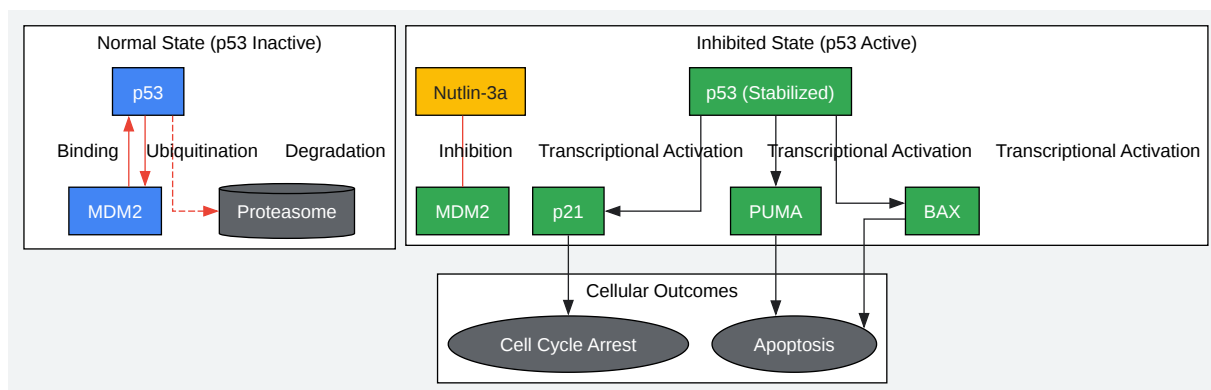 Normal State (p53 Inactive)
p53
Binding
Ubiquitination
Degradation
MDM2
Proteasome
Inhibited State (p53 Active)
Nutlin-3a
p53 (Stabilized)
Inhibition
Transcriptional Activation
Transcriptional Activation
Transcriptional Activation
MDM2
p21
PUMA
BAX
Cellular Outcomes
Cell Cycle Arrest
Apoptosis